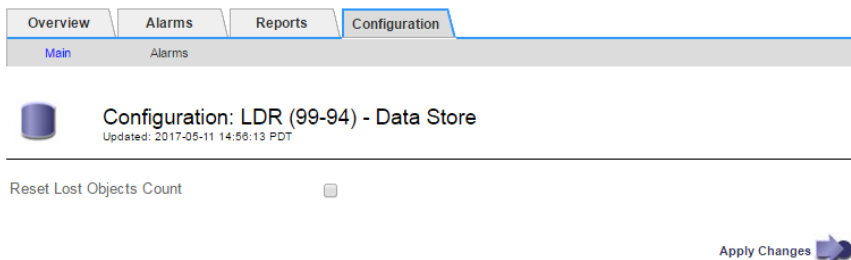 Overview Alarms Reports Configuration
Main Alarms
Configuration: LDR (99-94) - Data Store
Updated: 2017-05-11 14:56:13 PDT
Reset Lost Objects Count
Apply Changes